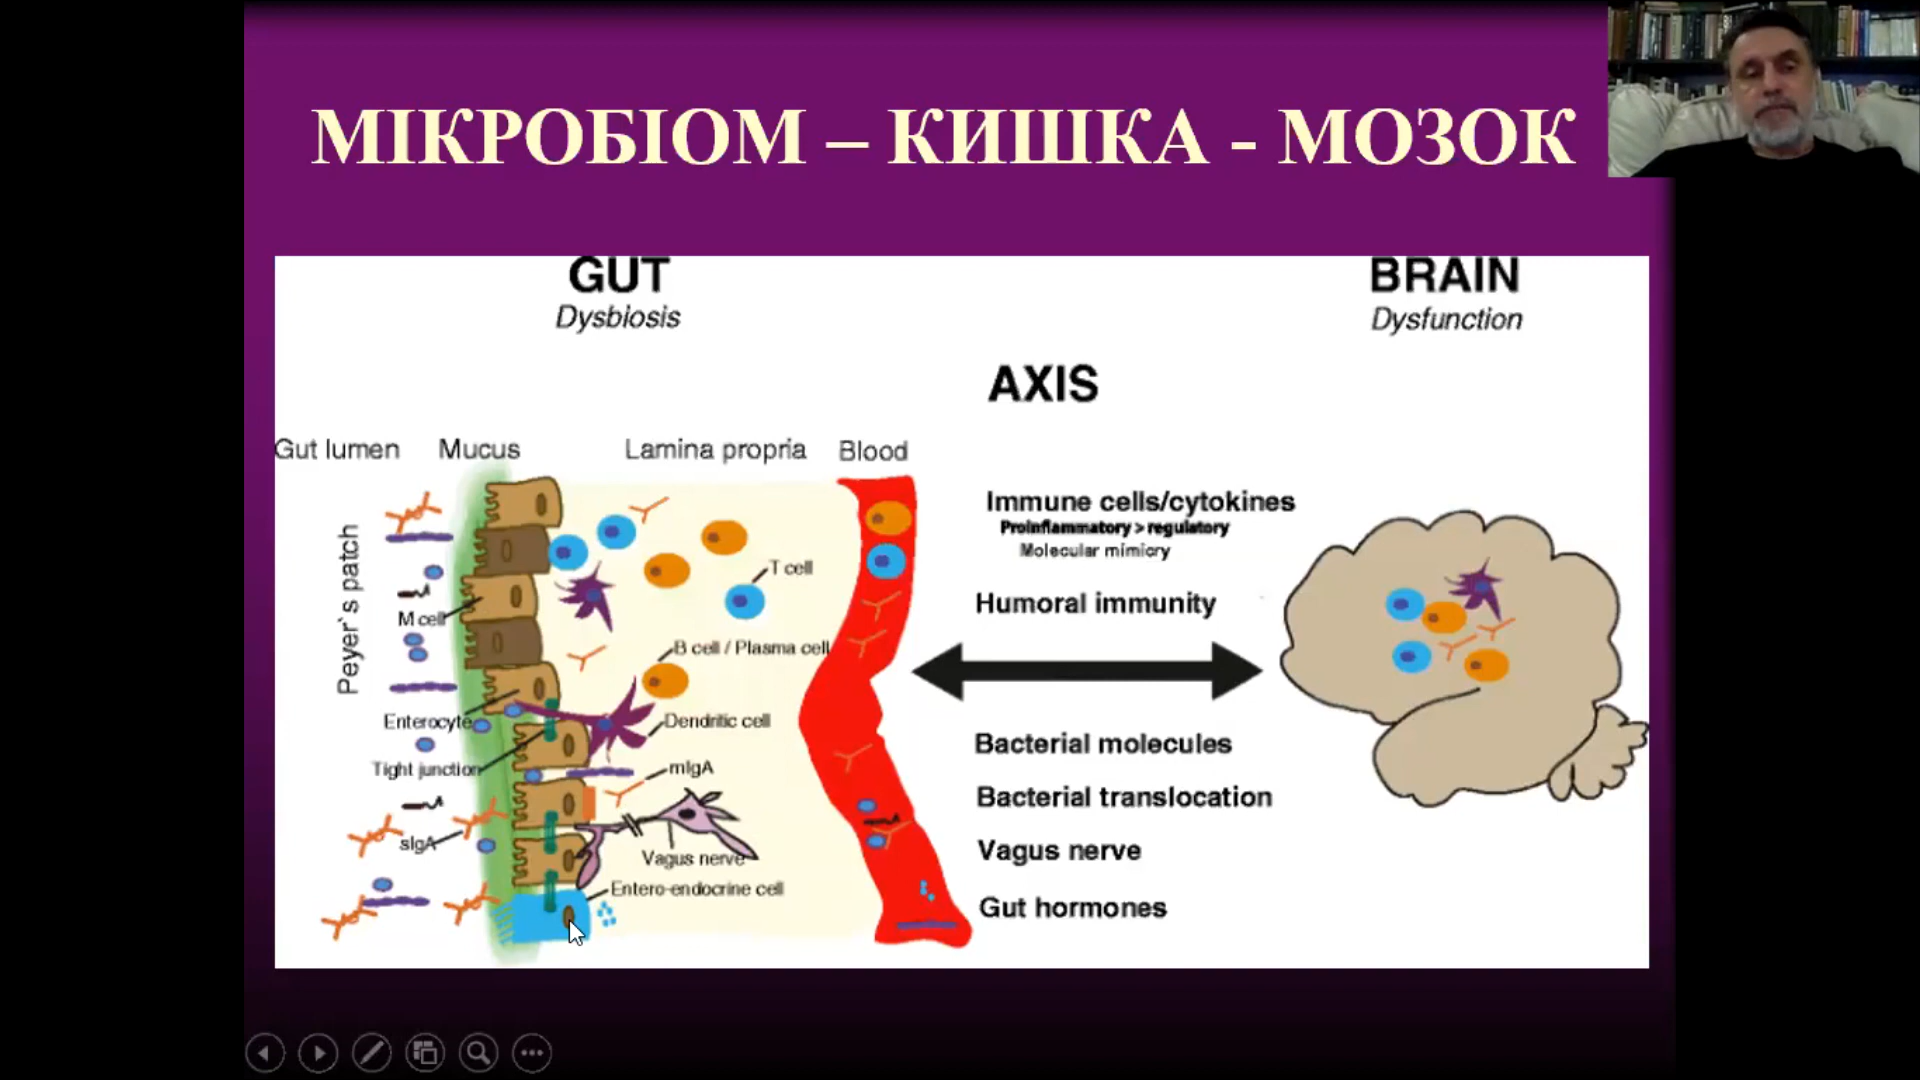 МІКРОБІОМ – КИШКА - МОЗОК
GUT
Dysbiosis
BRAIN
Dysfunction
AXIS
Gut lumen
Mucus
Lamina propria
Blood
Peyer`s patch
M cell
Enterocyte
Tight junction
sIgA
T cell
B cell / Plasma cell
Dendritic cell
mIgA
Vagus nerve
Entero-endocrine cell
Immune cells/cytokines
Proinflammatory > regulatory
Molecular mimicry
Humoral immunity
Bacterial molecules
Bacterial translocation
Vagus nerve
Gut hormones